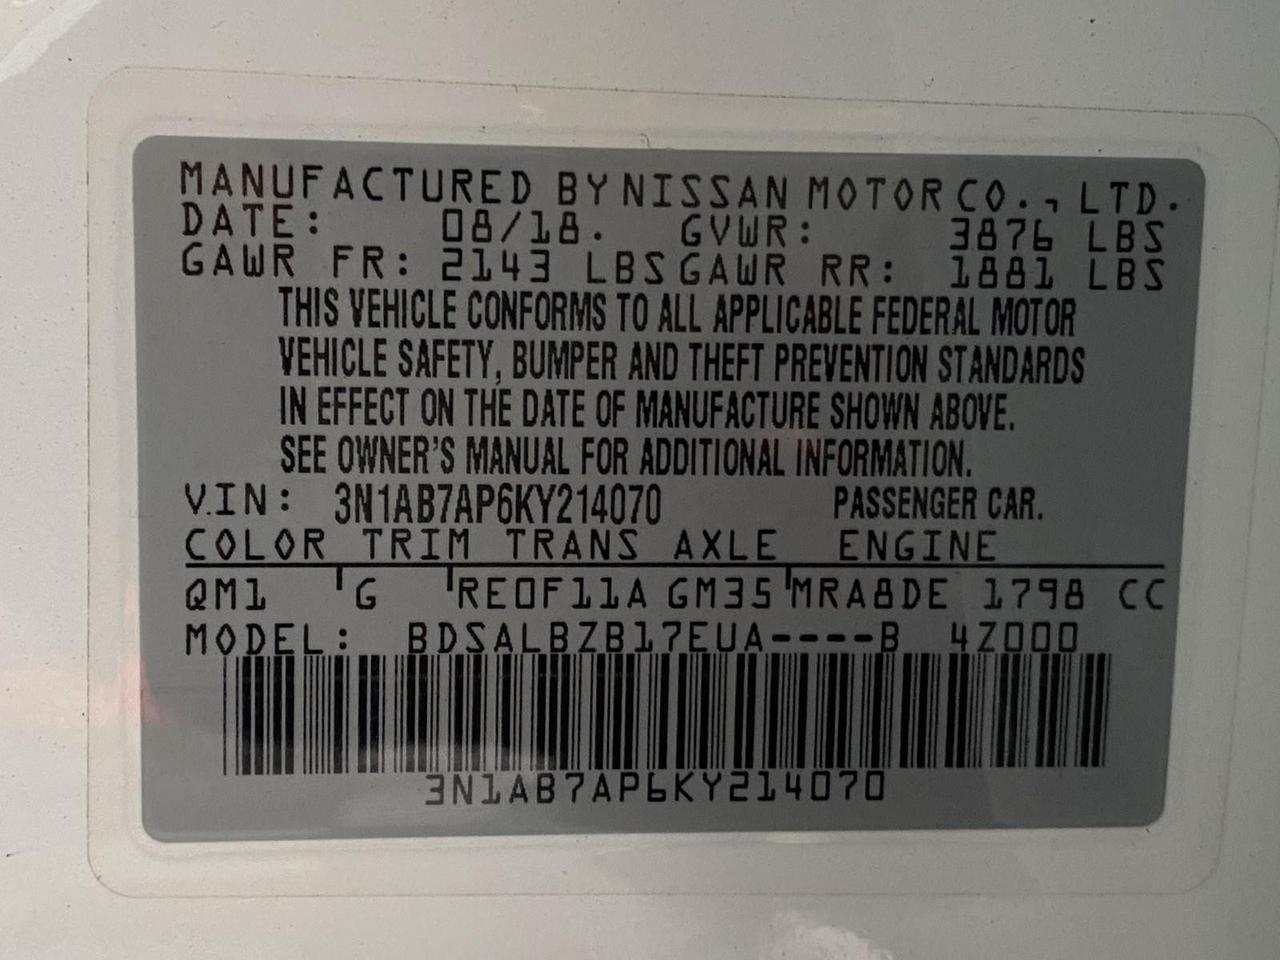 MANUFACTURED BY NISSAN MOTOR CO., LTD.
DATE: 08/18. GVWR: 3876 LBS
GAWR FR: 2143 LBS GAWR RR: 1881 LBS
THIS VEHICLE CONFORMS TO ALL APPLICABLE FEDERAL MOTOR
VEHICLE SAFETY, BUMPER AND THEFT PREVENTION STANDARDS
IN EFFECT ON THE DATE OF MANUFACTURE SHOWN ABOVE.
SEE OWNER'S MANUAL FOR ADDITIONAL INFORMATION.
V.IN: 3N1AB7AP6KY214070 PASSENGER CAR.
COLOR TRIM TRANS AXLE ENGINE
QM1 G RE0F11A GM35 MRA8DE 1798 CC
MODEL: BDSALBZB17EUA----B 4Z000
3N1AB7AP6KY214070